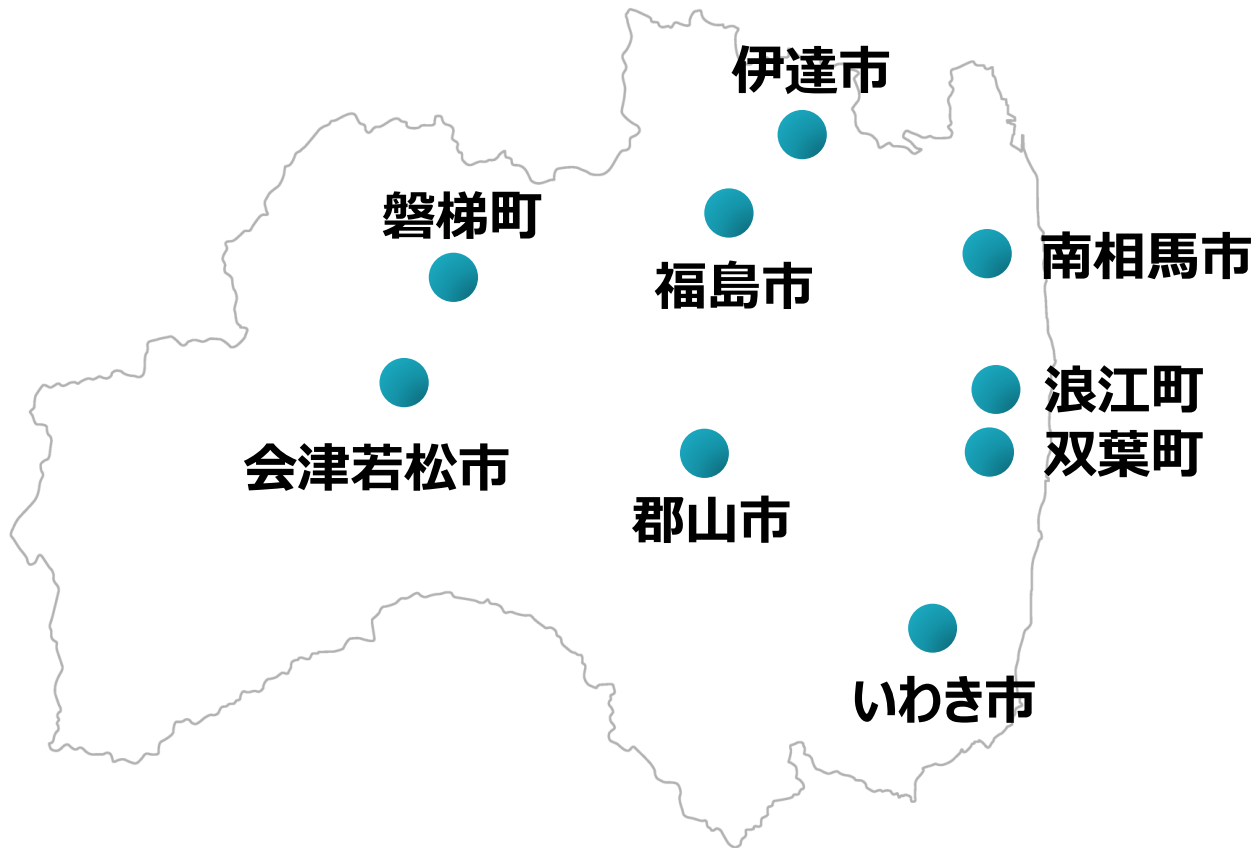 伊達市
磐梯町
福島市
南相馬市
浪江町
双葉町
会津若松市
郡山市
いわき市